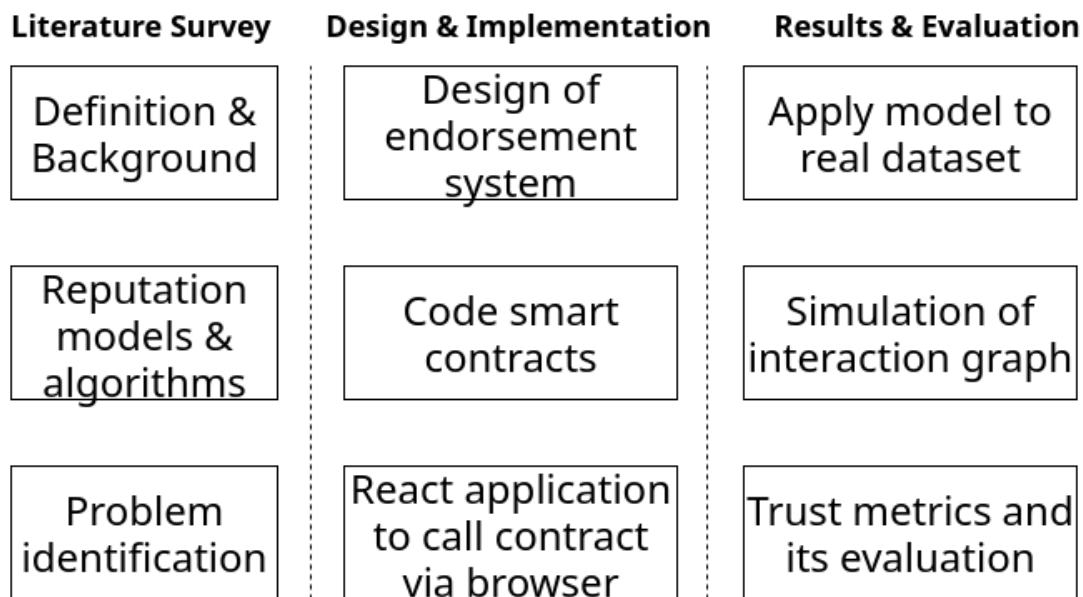 Literature Survey
Design & Implementation
Results & Evaluation
Definition &
Background
Design of
endorsement
system
Apply model to
real dataset
Reputation
models &
algorithms
Code smart
contracts
Simulation of
interaction graph
Problem
identification
React application
to call contract
via browser
Trust metrics and
its evaluation